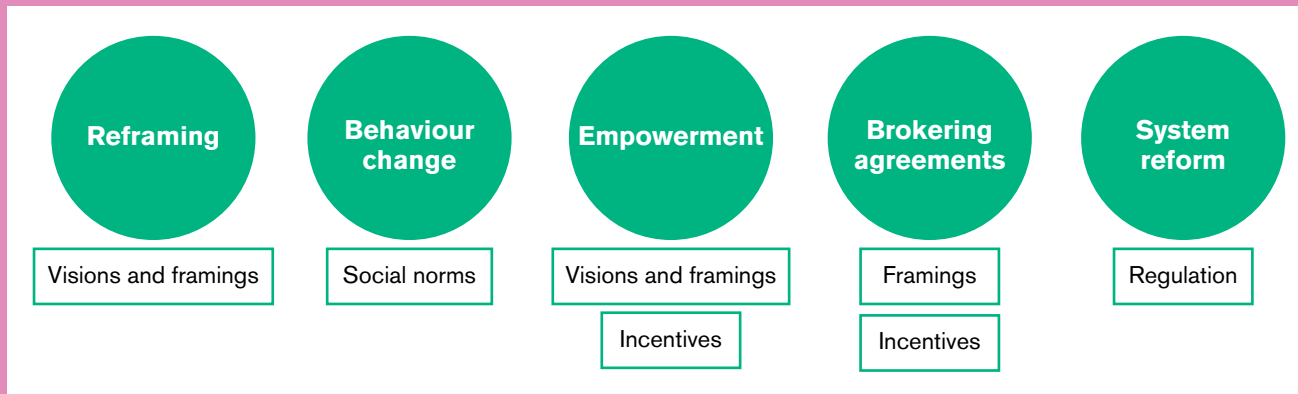 Reframing
Behaviour
change
Empowerment
Brokering
agreements
System
reform
Visions and framings
Social norms
Visions and framings
Framings
Regulation
Incentives
Incentives